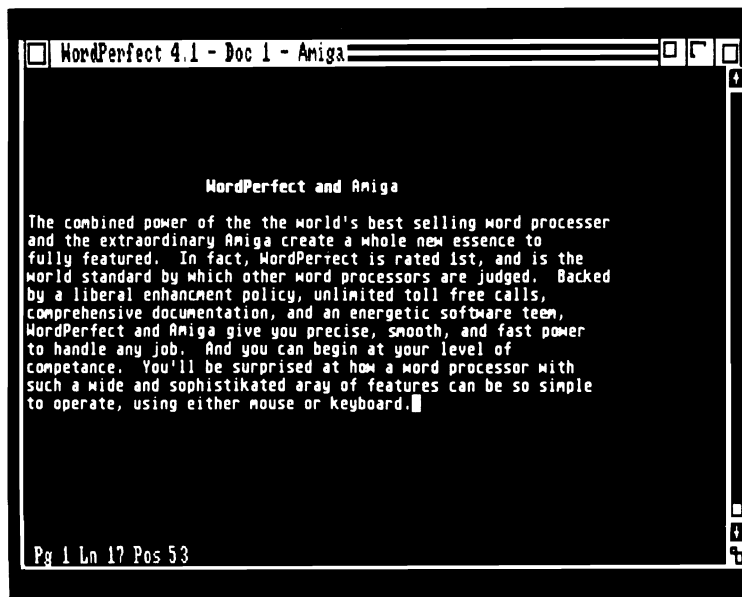 WordPerfect 4.1 - Doc 1 - Amiga
WordPerfect and Amiga
The combined power of the the world's best selling word processer
and the extraordinary Amiga create a whole new essence to
fully featured.  In fact, WordPerfect is rated 1st, and is the
world standard by which other word processors are judged.  Backed
by a liberal enhancment policy, unlimited toll free calls,
comprehensive documentation, and an energetic software teem,
WordPerfect and Amiga give you precise, smooth, and fast power
to handle any job.  And you can begin at your level of
competance.  You'll be surprised at how a word processor with
such a wide and sophistikated aray of features can be so simple
to operate, using either mouse or keyboard.
Pg 1 Ln 17 Pos 53